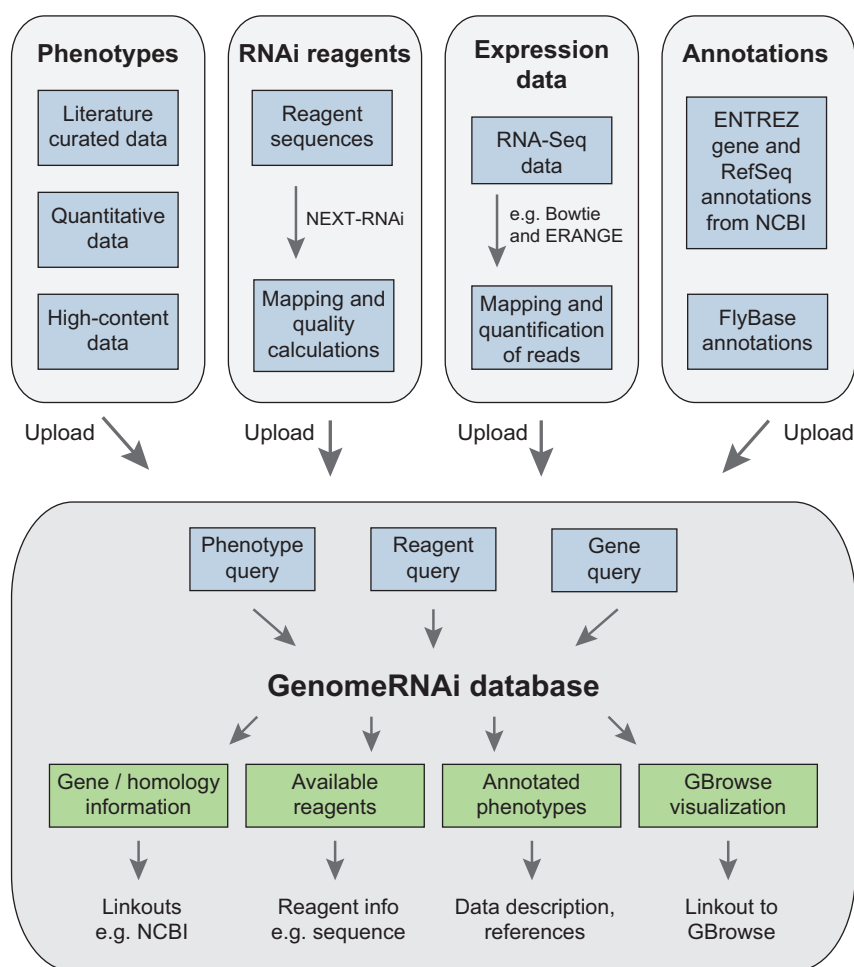 Phenotypes
Literature
curated data
Quantitative
data
High-content
data
RNAi reagents
Reagent
sequences
NEXT-RNAi
Mapping and
quality
calculations
Expression
data
RNA-Seq
data
e.g. Bowtie
and ERANGE
Mapping and
quantification
of reads
Annotations
ENTREZ
gene and
RefSeq
annotations
from NCBI
FlyBase
annotations
Upload
Upload
Upload
Upload
Phenotype
query
Reagent
query
Gene
query
GenomeRNAi database
Gene / homology
information
Available
reagents
Annotated
phenotypes
GBrowse
visualization
Linkouts
e.g. NCBI
Reagent info
e.g. sequence
Data description,
references
Linkout to
GBrowse